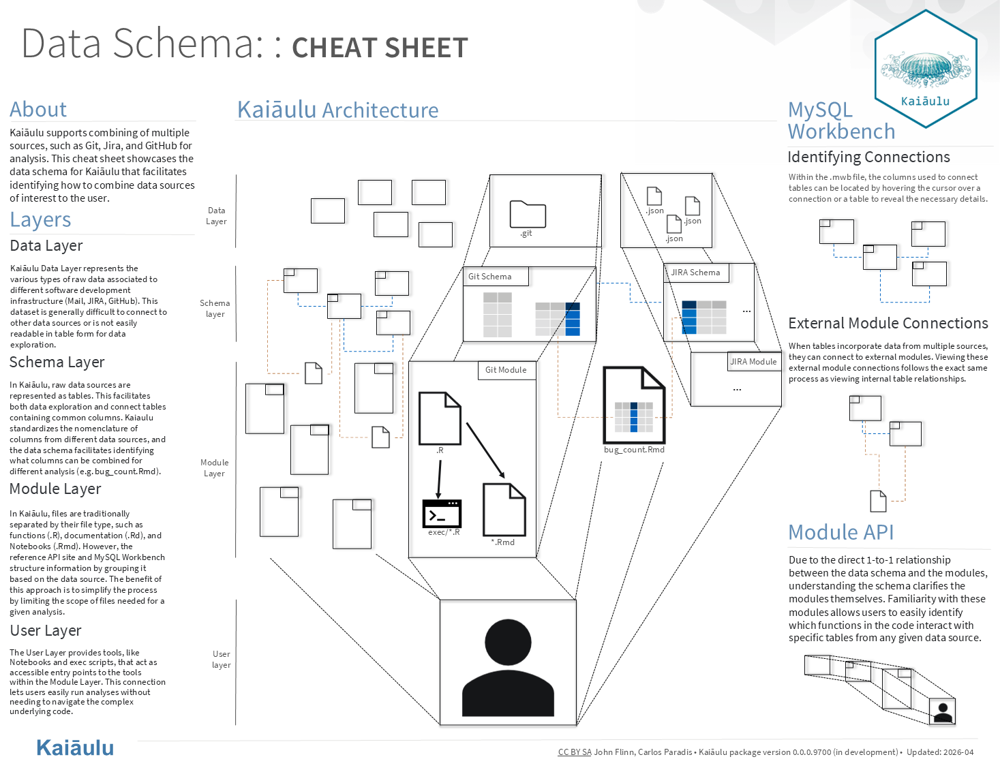 Data Schema: : CHEAT SHEET
Kaiāulu
About
Kaiāulu supports combining of multiple
sources, such as Git, Jira, and GitHub for
analysis. This cheat sheet showcases the
data schema for Kaiāulu that facilitates
identifying how to combine data sources
of interest to the user.
Layers
Data Layer
Kaiāulu Data Layer represents the
various types of raw data associated to
different software development
infrastructure (Mail, JIRA, GitHub). This
dataset is generally difficult to connect to
other data sources or is not easily
readable in table form for data
exploration.
Schema Layer
In Kaiāulu, raw data sources are
represented as tables. This facilitates
both data exploration and connect tables
containing common columns. Kaiaulu
standardizes the nomenclature of
columns from different data sources, and
the data schema facilitates identifying
what columns can be combined for
different analysis (e.g. bug_count.Rmd).
Module Layer
In Kaiāulu, files are traditionally
separated by their file type, such as
functions (.R), documentation (.Rd), and
Notebooks (.Rmd). However, the
reference API site and MySQL Workbench
structure information by grouping it
based on the data source. The benefit of
this approach is to simplify the process
by limiting the scope of files needed for a
given analysis.
User Layer
The User Layer provides tools, like
Notebooks and exec scripts, that act as
accessible entry points to the tools
within the Module Layer. This connection
lets users easily run analyses without
needing to navigate the complex
underlying code.
Kaiāulu Architecture
Data
Layer
.git
.json
.json
.json
Schema
layer
Git Schema
JIRA Schema
...
Module
Layer
Git Module
.R
exec/*.R
*.Rmd
bug_count.Rmd
JIRA Module
...
User
layer
MySQL
Workbench
Identifying Connections
Within the .mwb file, the columns used to connect
tables can be located by hovering the cursor over a
connection or a table to reveal the necessary details.
External Module Connections
When tables incorporate data from multiple sources,
they can connect to external modules. Viewing these
external module connections follows the exact same
process as viewing internal table relationships.
Module API
Due to the direct 1-to-1 relationship
between the data schema and the modules,
understanding the schema clarifies the
modules themselves. Familiarity with these
modules allows users to easily identify
which functions in the code interact with
specific tables from any given data source.
Kaiāulu
CC BY SA John Flinn, Carlos Paradis • Kaiāulu package version 0.0.0.9700 (in development) • Updated: 2026-04